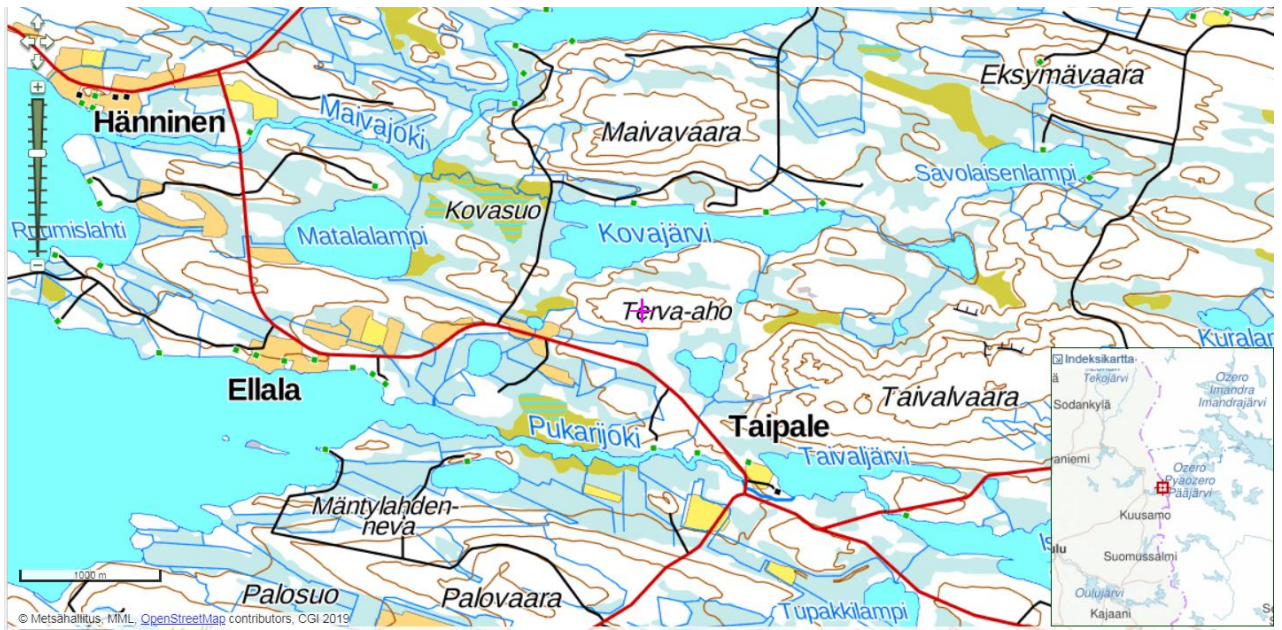 Eksymävaara
Hänninen
Maivajoki
Maivavaara
Savolaisenlampi
Kovasuo
Ruumislahti
Matalalampi
Kovajärvi
Terva-aho
Ellala
Taivalvaara
Taipale
Pukarijoki
Taivaljärvi
Mäntylahden-
neva
Palosuo
Palovaara
Tupakkilampi
1000 m
© Metsähallitus, MML, OpenStreetMap contributors, CGI 2019
Indeksikartta
Tekojärvi
Ozero
Imandra
Imandrajärvi
Sodankylä
Ozero
Pyaozero
Pääjärvi
Kuusamo
Suomussalmi
Oulujärvi
Kajaani